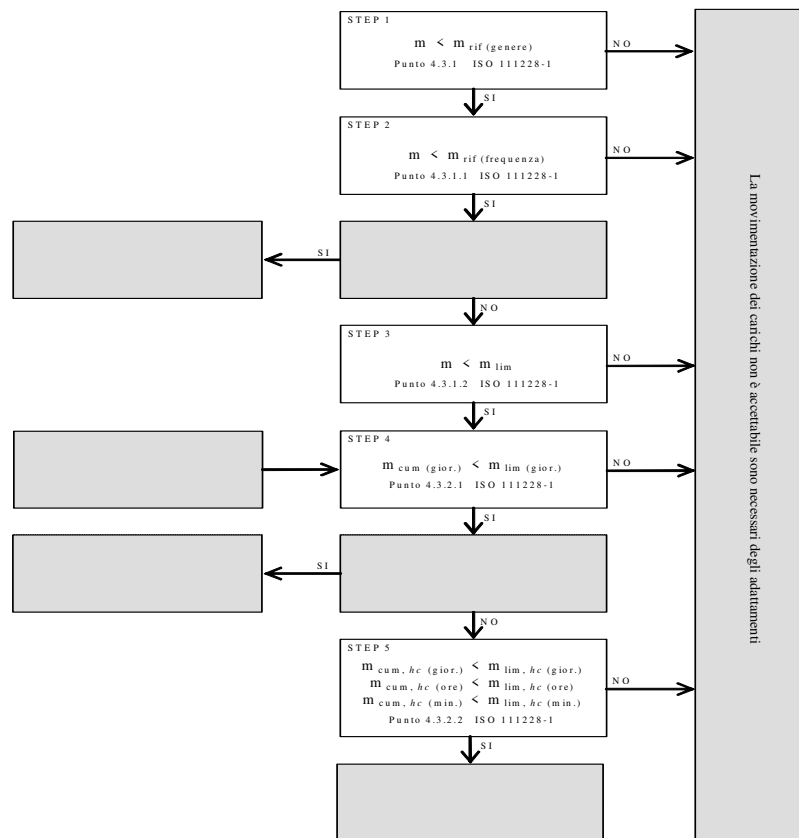 STEP 1
m < m rif (genere)
NO
Punto 4.3.1 ISO 111228-1
SI
STEP 2
m < m rif (frequenza)
NO
Punto 4.3.1.1 ISO 111228-1
SI
SI
NO
STEP 3
m < m lim
NO
Punto 4.3.1.2 ISO 111228-1
SI
STEP 4
m cum (gior.) < m lim (gior.)
NO
Punto 4.3.2.1 ISO 111228-1
SI
SI
NO
STEP 5
m cum, hc (gior.) < m lim, hc (gior.)
m cum, hc (ore) < m lim, hc (ore)
NO
m cum, hc (min.) < m lim, hc (min.)
Punto 4.3.2.2 ISO 111228-1
SI
La movimentazione dei carichi non è accettabile sono necessari degli adattamenti